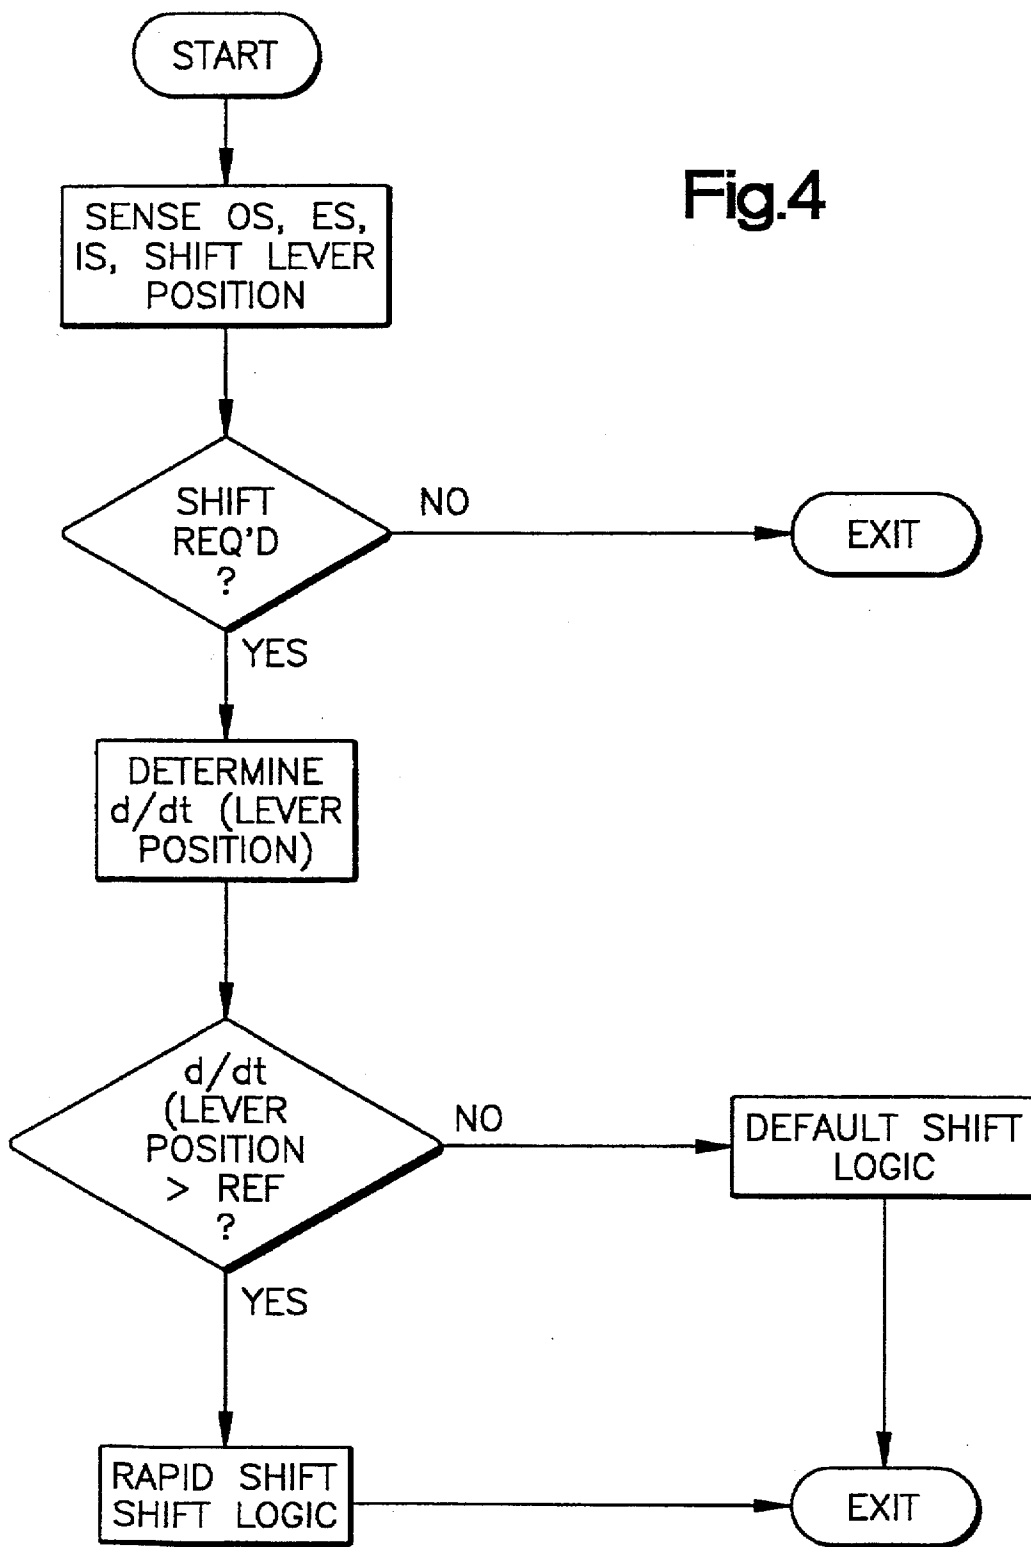 START
Fig.4
SENSE OS, ES,
IS, SHIFT LEVER
POSITION
SHIFT
REQ'D
?
NO
EXIT
YES
DETERMINE
d/dt (LEVER
POSITION)
d/dt
(LEVER
POSITION
> REF
?
NO
DEFAULT SHIFT
LOGIC
YES
RAPID SHIFT
SHIFT LOGIC
EXIT